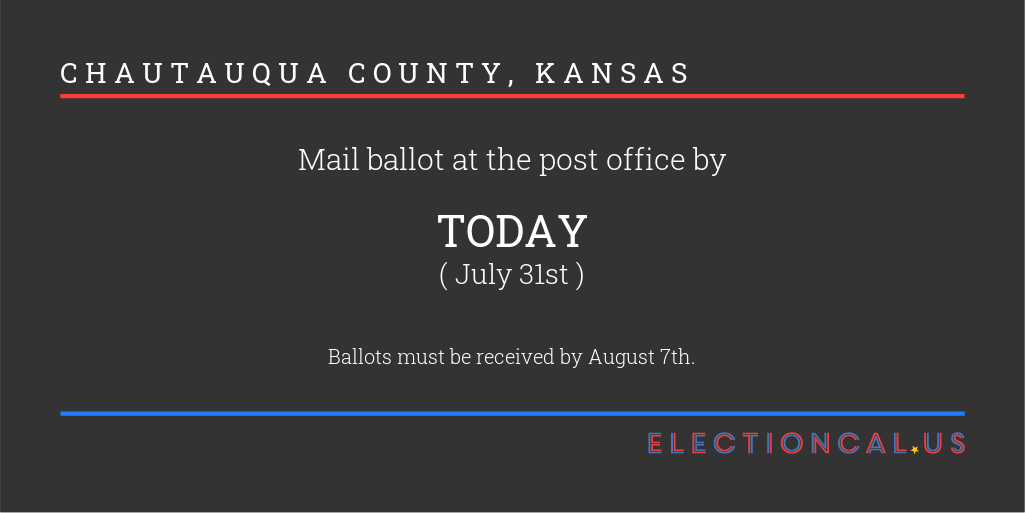 CHAUTAUQUA COUNTY, KANSAS
Mail ballot at the post office by
TODAY
( July 31st )
Ballots must be received by August 7th.
ELECTIONCAL.US